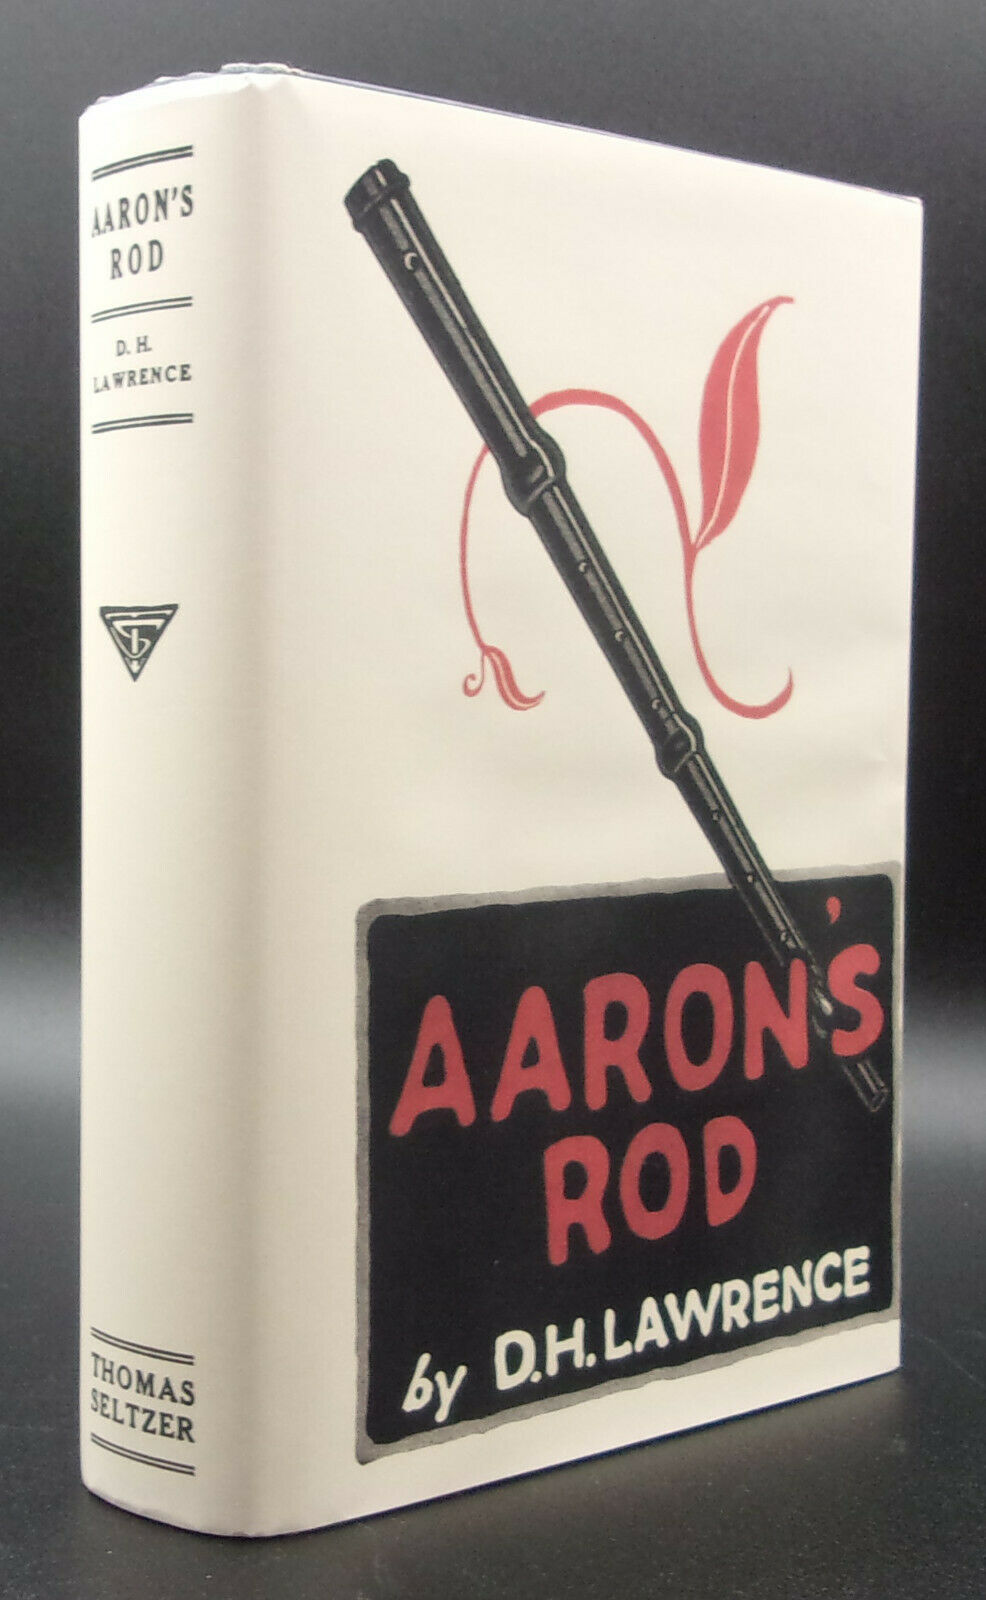 AARON'S
ROD
D. H.
LAWRENCE
THOMAS
SELTZER
AARON'S
ROD
by D.H. LAWRENCE